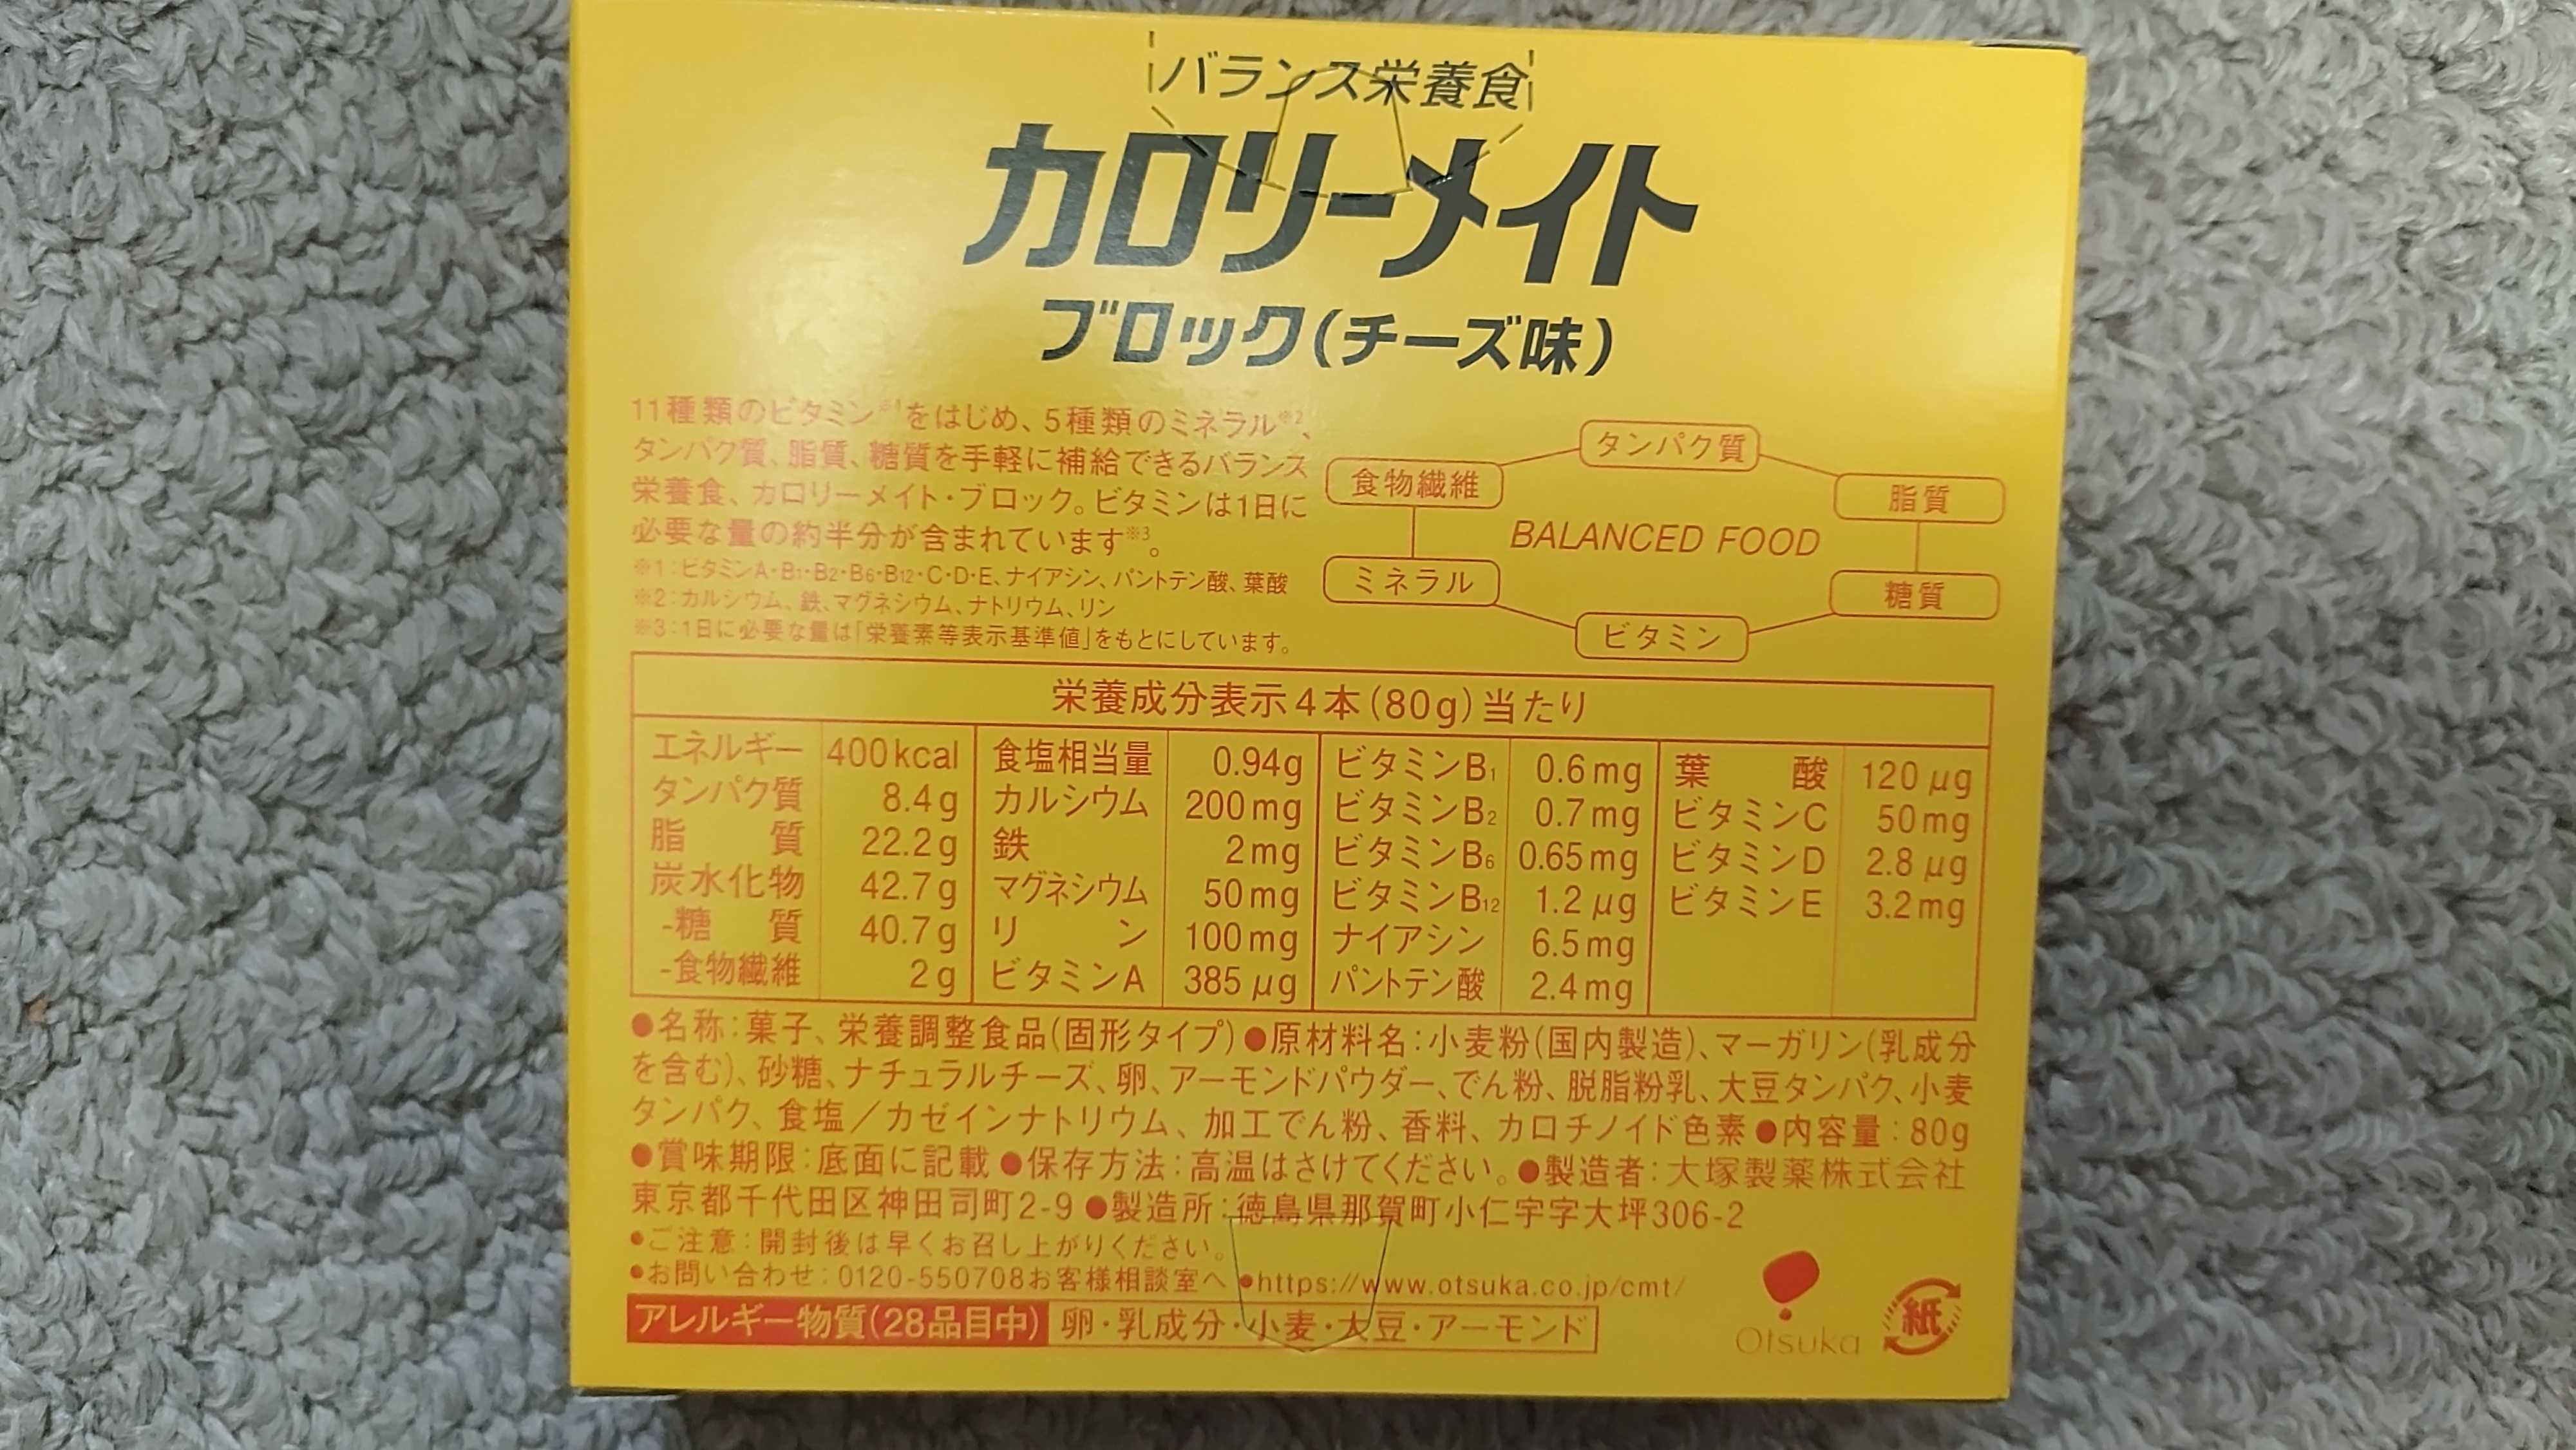 バランス栄養食
カロリーメイト
ブロック(チーズ味)
11種類のビタミン※1をはじめ、5種類のミネラル※2、
タンパク質、脂質、糖質を手軽に補給できるバランス
栄養食、カロリーメイト・ブロック。ビタミンは1日に
必要な量の約半分が含まれています※3。
※1:ビタミンA・B1・B2・B6・B12・C・D・E、ナイアシン、パントテン酸、葉酸
※2:カルシウム、鉄、マグネシウム、ナトリウム、リン
※3:1日に必要な量は「栄養素等表示基準値」をもとにしています。
タンパク質
食物繊維
脂質
BALANCED FOOD
ミネラル
糖質
ビタミン
栄養成分表示4本(80g)当たり
エネルギー 400kcal 食塩相当量 0.94g ビタミンB1 0.6mg 葉酸 120μg
タンパク質 8.4g カルシウム 200mg ビタミンB2 0.7mg ビタミンC 50mg
脂質 22.2g 鉄 2mg ビタミンB6 0.65mg ビタミンD 2.8μg
炭水化物 42.7g マグネシウム 50mg ビタミンB12 1.2μg ビタミンE 3.2mg
-糖質 40.7g リン 100mg ナイアシン 6.5mg
-食物繊維 2g ビタミンA 385μg パントテン酸 2.4mg
●名称:菓子、栄養調整食品(固形タイプ)●原材料名:小麦粉(国内製造)、マーガリン(乳成分
を含む)、砂糖、ナチュラルチーズ、卵、アーモンドパウダー、でん粉、脱脂粉乳、大豆タンパク、小麦
タンパク、食塩/カゼインナトリウム、加工でん粉、香料、カロチノイド色素●内容量:80g
●賞味期限:底面に記載●保存方法:高温はさけてください。●製造者:大塚製薬株式会社
東京都千代田区神田司町2-9●製造所:徳島県那賀町小仁宇字大坪306-2
●ご注意:開封後は早くお召し上がりください。
●お問い合わせ:0120-550708お客様相談室へ ●https://www.otsuka.co.jp/cmt/
アレルギー物質(28品目中) 卵・乳成分・小麦・大豆・アーモンド
Otsuka
紙